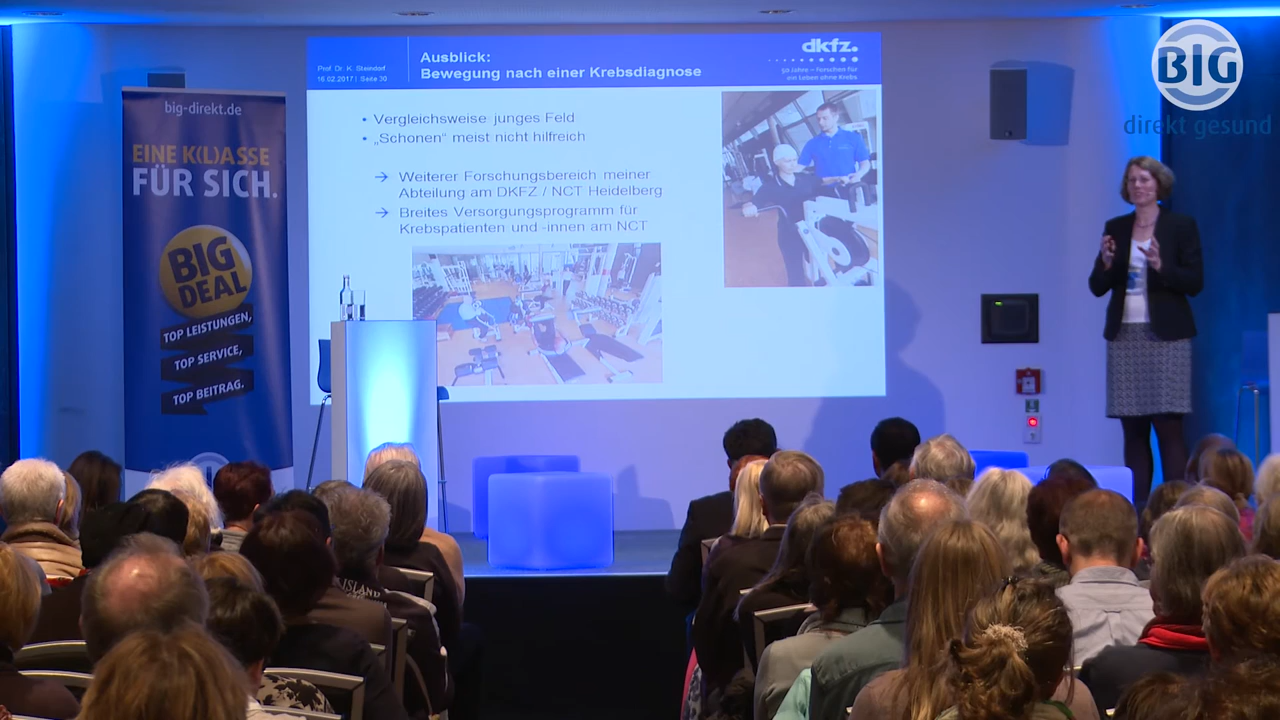 BIG
direkt gesund
big-direkt.de
EINE K(L)ASSE
FÜR SICH.
BIG
DEAL
TOP LEISTUNGEN,
TOP SERVICE,
TOP BEITRAG.
Prof. Dr. K. Steindorf
16.02.2017 | Seite 30
Ausblick:
Bewegung nach einer Krebsdiagnose
dkfz.
50 Jahre – Forschen für
ein Leben ohne Krebs
• Vergleichsweise junges Feld
• „Schonen“ meist nicht hilfreich
→ Weiterer Forschungsbereich meiner
Abteilung am DKFZ / NCT Heidelberg
→ Breites Versorgungsprogramm für
Krebspatienten und -innen am NCT
ISLAND